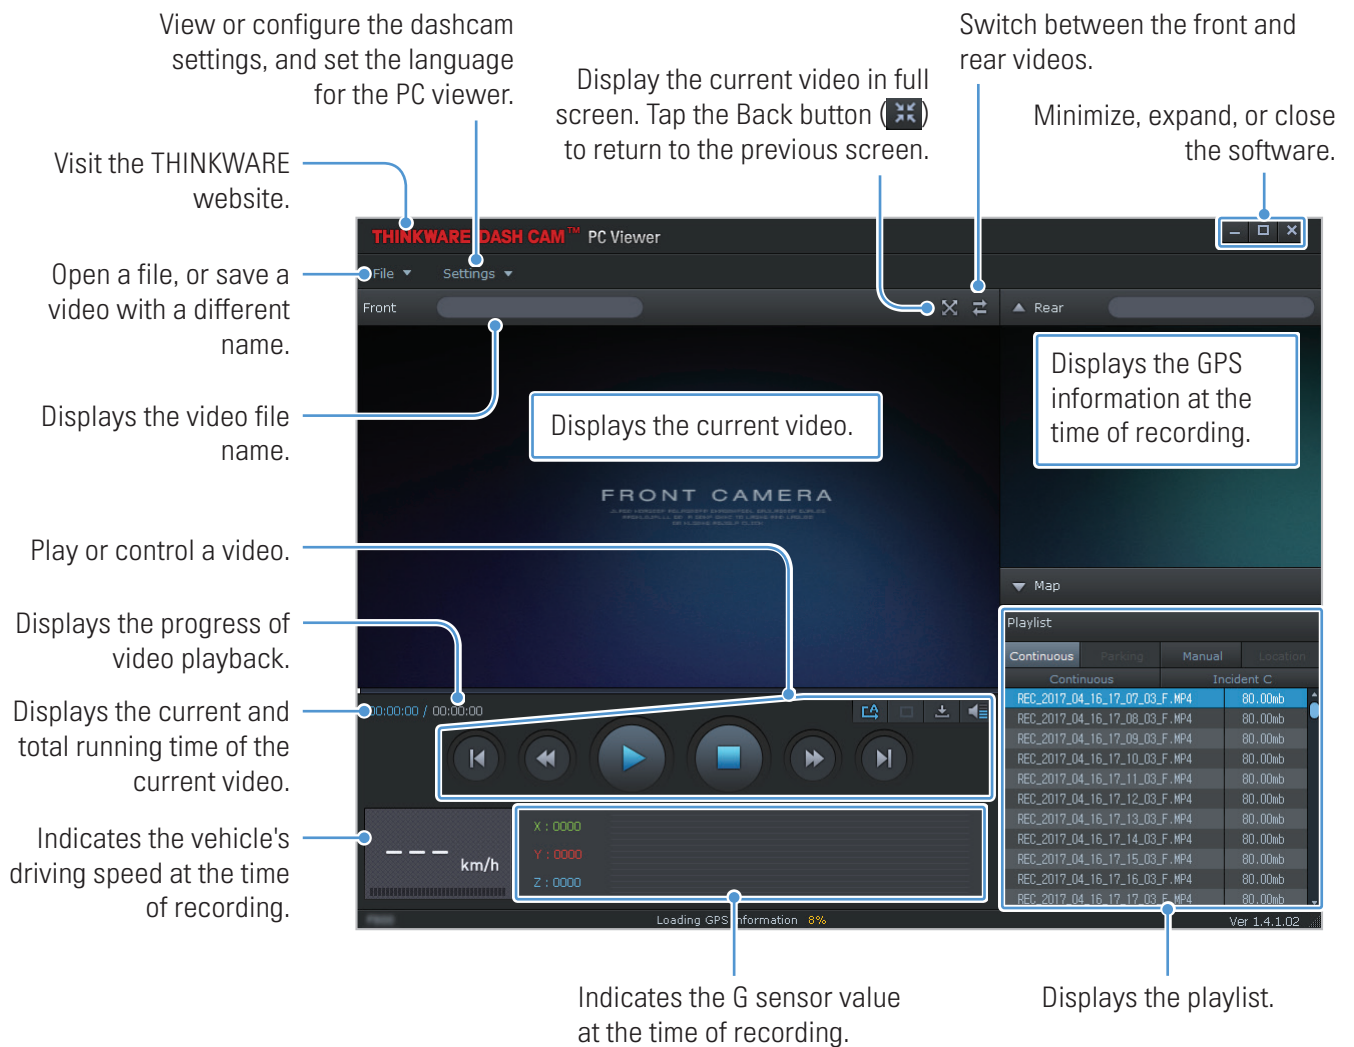 View or configure the dashcam
settings, and set the language
for the PC viewer.
Switch between the front and
rear videos.
Display the current video in full
screen. Tap the Back button ( )
to return to the previous screen.
Minimize, expand, or close
the software.
Visit the THINKWARE
website.
Open a file, or save a
video with a different
name.
Displays the video file
name.
Play or control a video.
Displays the progress of
video playback.
Displays the current and
total running time of the
current video.
Indicates the vehicle's
driving speed at the time
of recording.
THINKWARE DASH CAM™ PC Viewer
File Settings
Front
Rear
Displays the current video.
Displays the GPS
information at the
time of recording.
FRONT CAMERA
Map
Playlist
Continuous Parking Manual Location
Continuous Incident C
REC_2017_04_16_17_07_03_F.MP4 80.00mb
REC_2017_04_16_17_08_03_F.MP4 80.00mb
REC_2017_04_16_17_09_03_F.MP4 80.00mb
REC_2017_04_16_17_10_03_F.MP4 80.00mb
REC_2017_04_16_17_11_03_F.MP4 80.00mb
REC_2017_04_16_17_12_03_F.MP4 80.00mb
REC_2017_04_16_17_13_03_F.MP4 80.00mb
REC_2017_04_16_17_14_03_F.MP4 80.00mb
REC_2017_04_16_17_15_03_F.MP4 80.00mb
REC_2017_04_16_17_16_03_F.MP4 80.00mb
REC_2017_04_16_17_17_03_F.MP4 80.00mb
00:00:00 / 00:00:00
A
--- km/h
X : 0000
Y : 0000
Z : 0000
Loading GPS information 8%
Ver 1.4.1.02
Indicates the G sensor value
at the time of recording.
Displays the playlist.